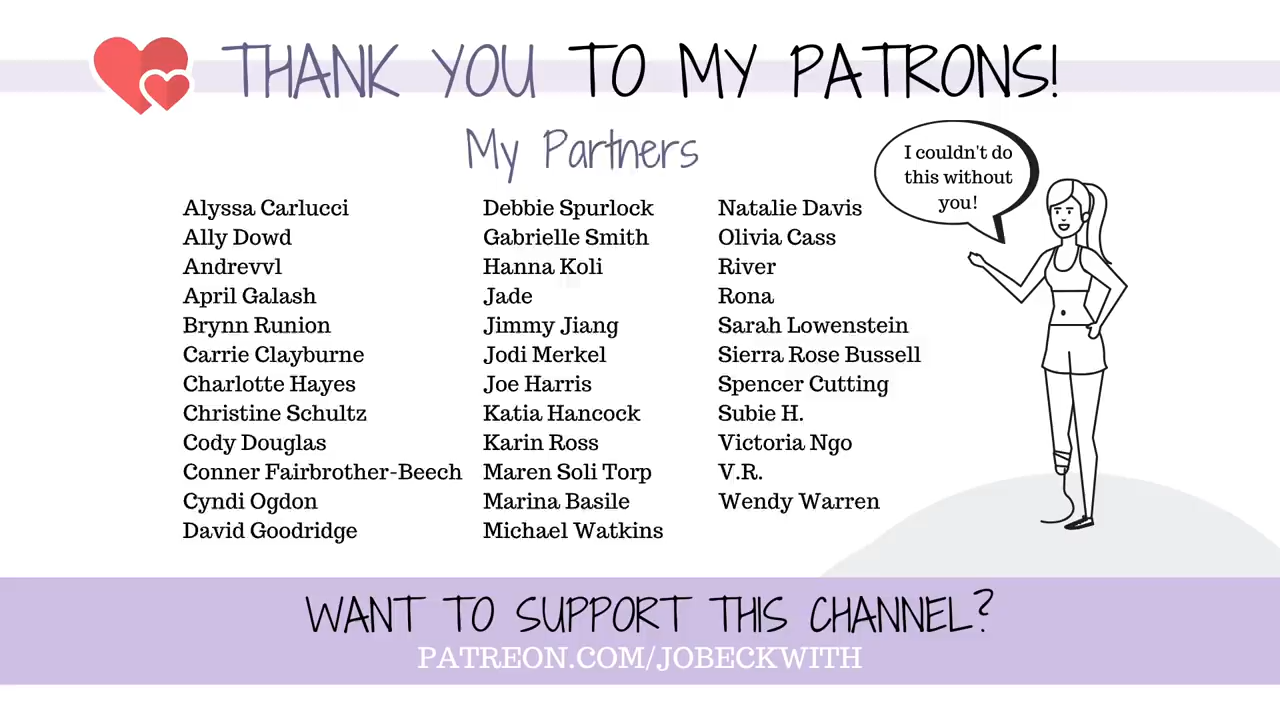 THANK YOU TO MY PATRONS!
My Partners
I couldn't do
this without
you!
Alyssa Carlucci
Ally Dowd
Andrevvl
April Galash
Brynn Runion
Carrie Clayburne
Charlotte Hayes
Christine Schultz
Cody Douglas
Conner Fairbrother-Beech
Cyndi Ogdon
David Goodridge
Debbie Spurlock
Gabrielle Smith
Hanna Koli
Jade
Jimmy Jiang
Jodi Merkel
Joe Harris
Katia Hancock
Karin Ross
Maren Soli Torp
Marina Basile
Michael Watkins
Natalie Davis
Olivia Cass
River
Rona
Sarah Lowenstein
Sierra Rose Bussell
Spencer Cutting
Subie H.
Victoria Ngo
V.R.
Wendy Warren
WANT TO SUPPORT THIS CHANNEL?
PATREON.COM/JOBECKWITH